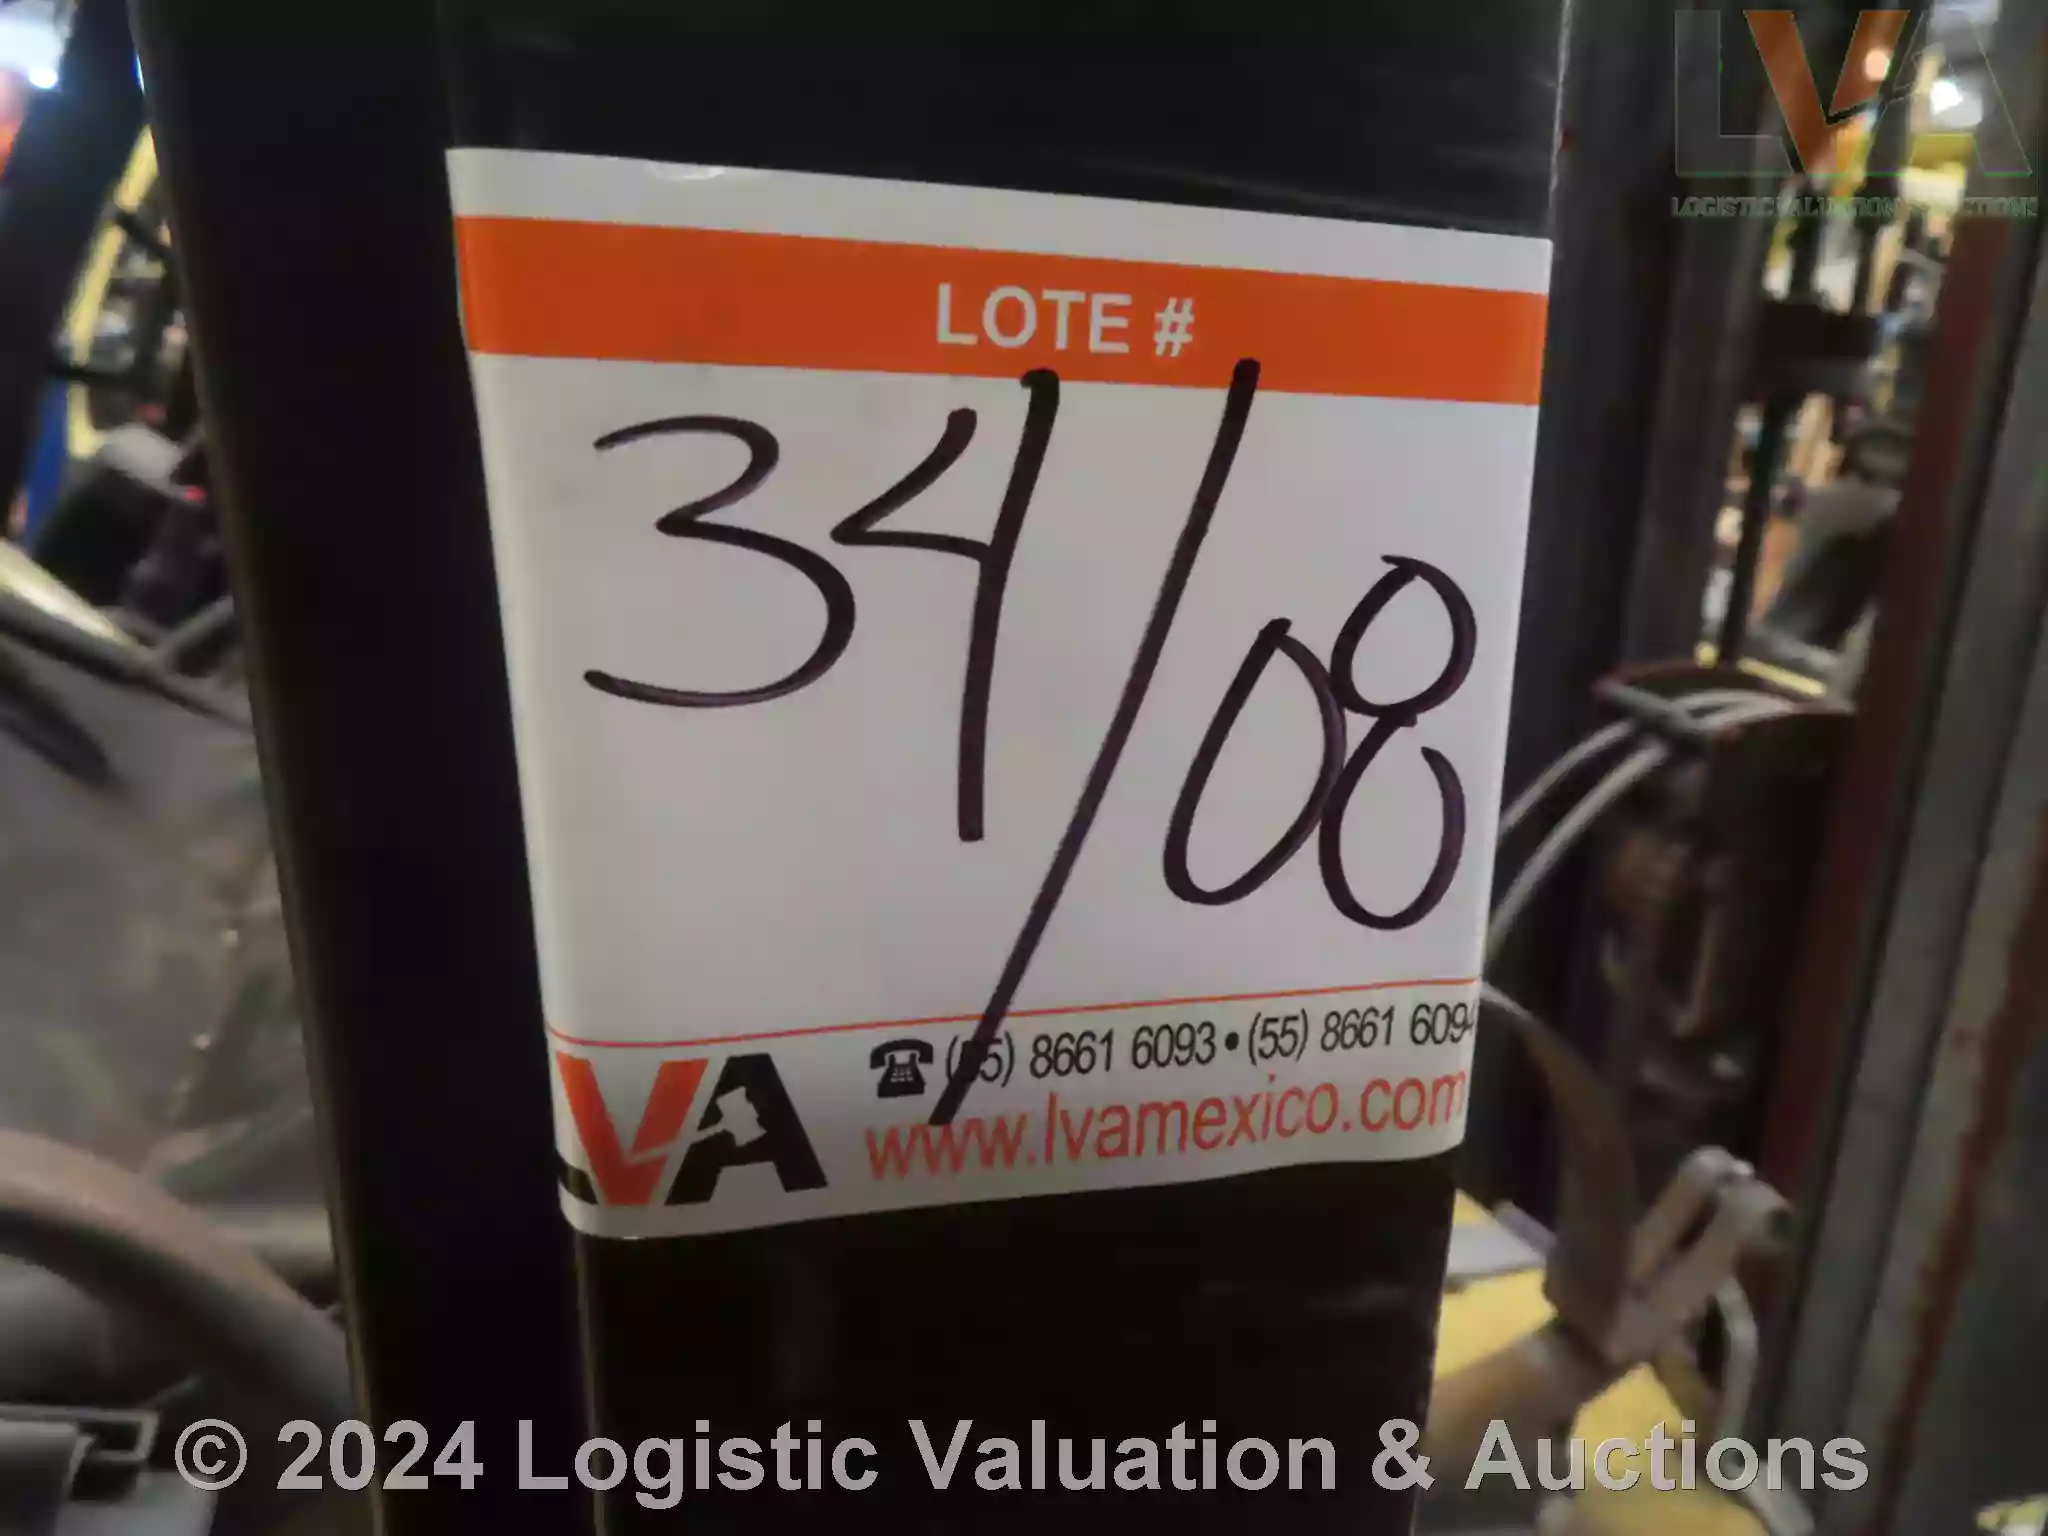 LVA
LOGISTIC VALUATION & AUCTIONS
LOTE #
34/08
(55) 8661 6093 • (55) 8661 6094
LVA
www.lvamexico.com
© 2024 Logistic Valuation & Auctions